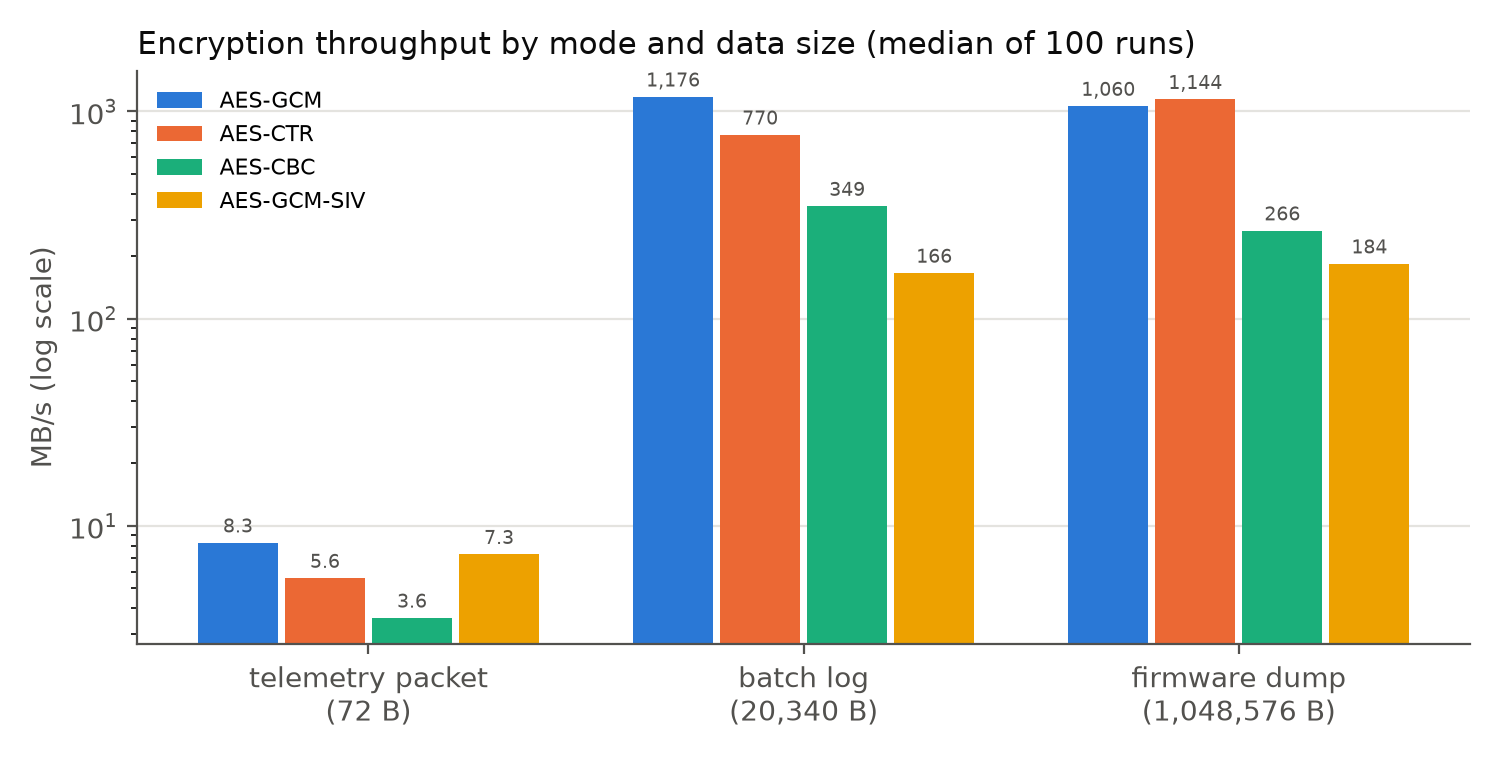 Encryption throughput by mode and data size (median of 100 runs)
AES-GCM
AES-CTR
AES-CBC
AES-GCM-SIV
MB/s (log scale)
10³
10²
10¹
8.3
5.6
3.6
7.3
1,176
770
349
166
1,060
1,144
266
184
telemetry packet
(72 B)
batch log
(20,340 B)
firmware dump
(1,048,576 B)